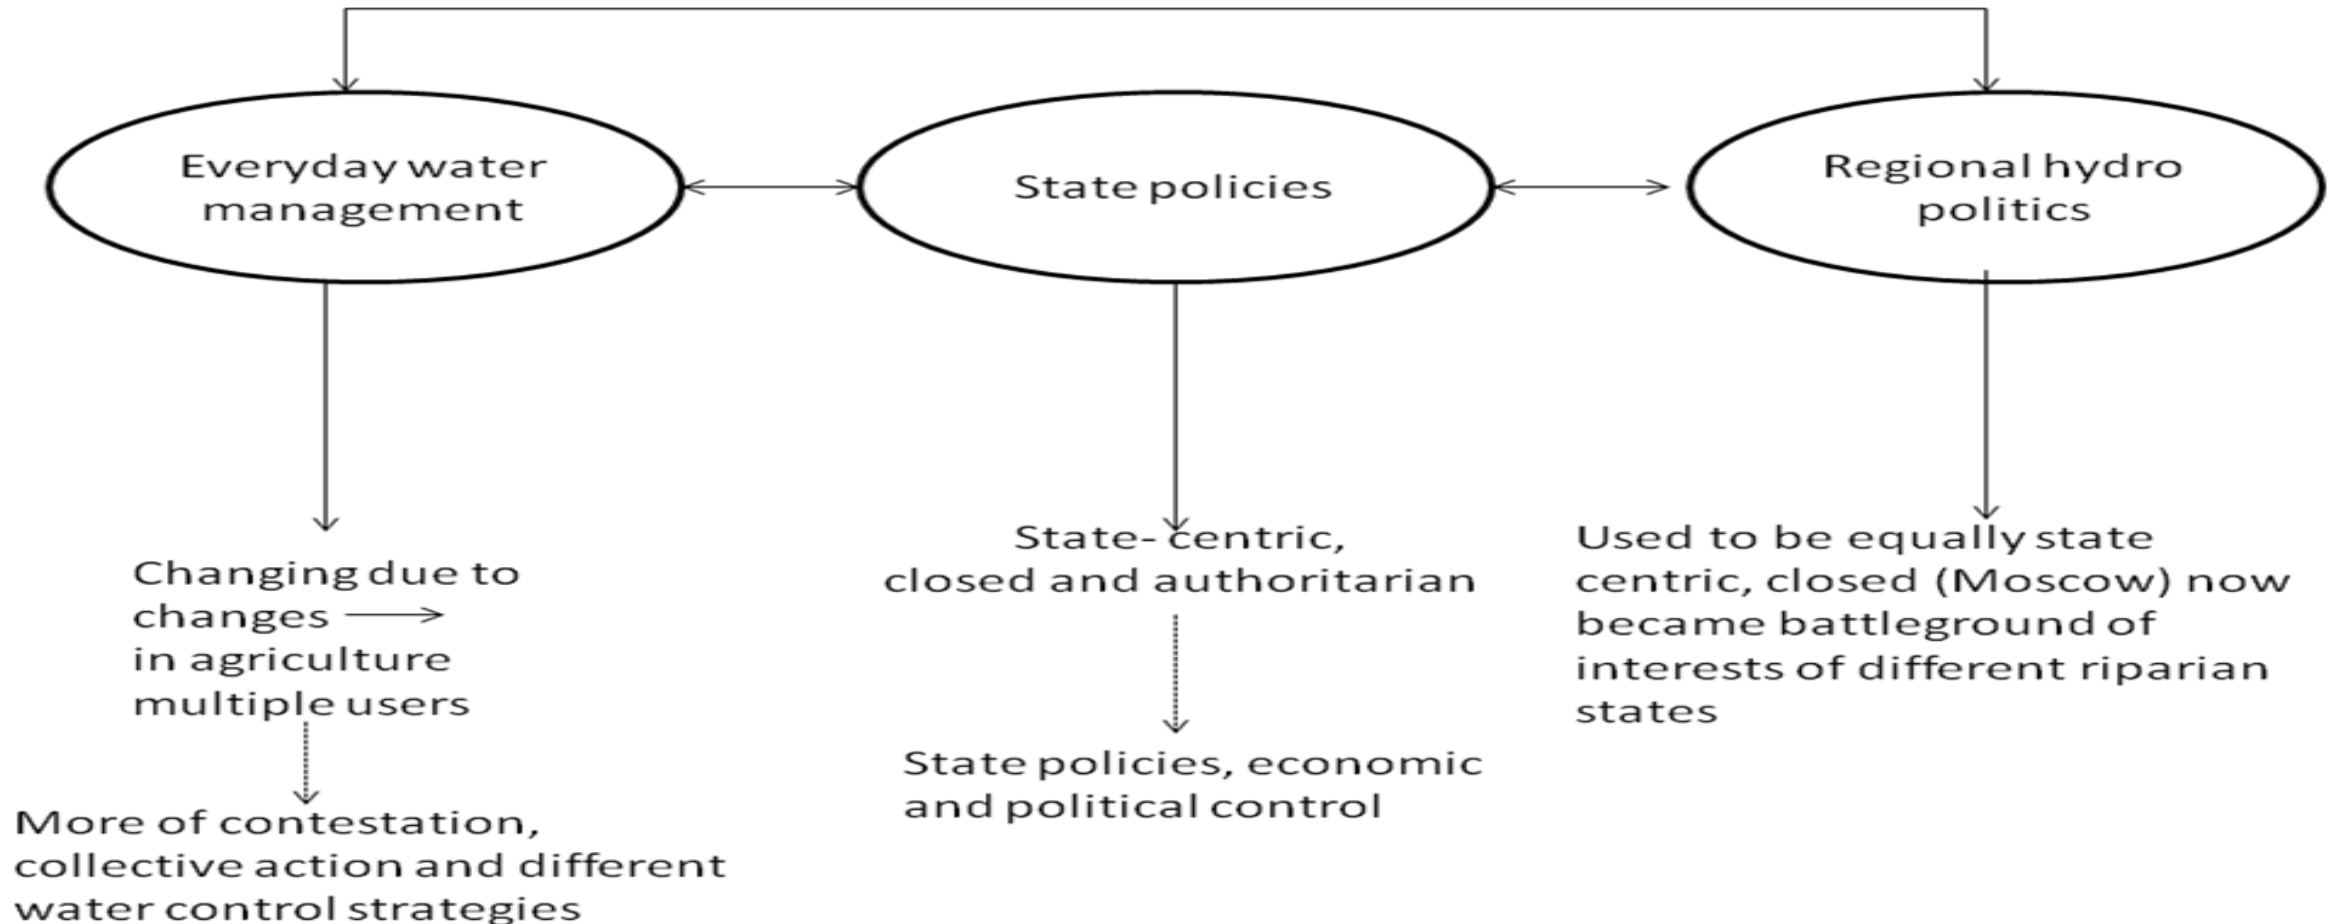 Everyday water
management
State policies
Regional hydro
politics
Changing due to
changes
in agriculture
multiple users
More of contestation,
collective action and different
water control strategies
State- centric,
closed and authoritarian
State policies, economic
and political control
Used to be equally state
centric, closed (Moscow) now
became battleground of
interests of different riparian
states